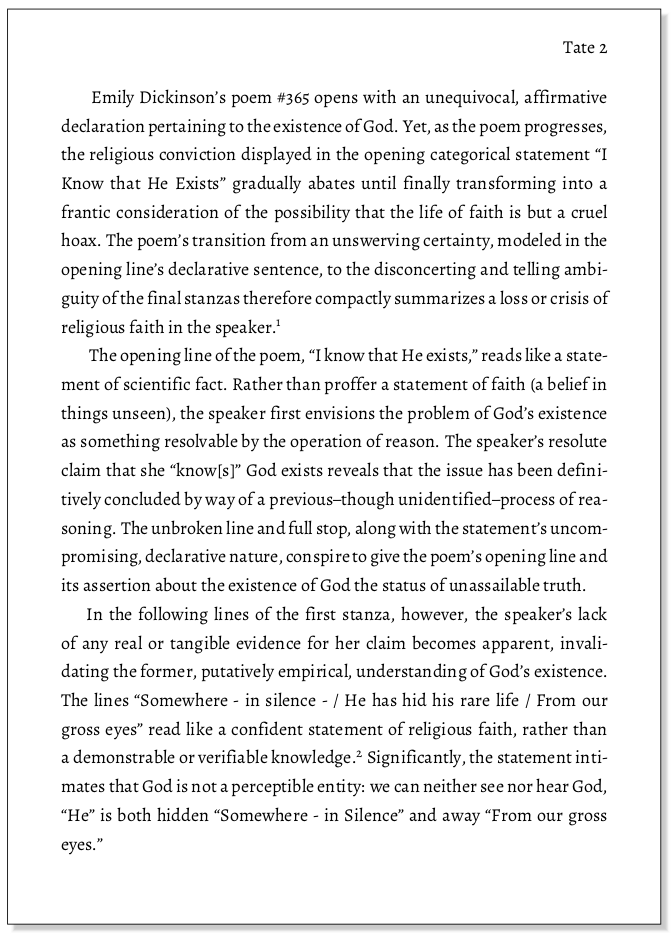 Tate 2
Emily Dickinson’s poem #365 opens with an unequivocal, affirmative
declaration pertaining to the existence of God. Yet, as the poem progresses,
the religious conviction displayed in the opening categorical statement “I
Know that He Exists” gradually abates until finally transforming into a
frantic consideration of the possibility that the life of faith is but a cruel
hoax. The poem’s transition from an unswerving certainty, modeled in the
opening line’s declarative sentence, to the disconcerting and telling ambi-
guity of the final stanzas therefore compactly summarizes a loss or crisis of
religious faith in the speaker.¹
The opening line of the poem, “I know that He exists,” reads like a state-
ment of scientific fact. Rather than proffer a statement of faith (a belief in
things unseen), the speaker first envisions the problem of God’s existence
as something resolvable by the operation of reason. The speaker’s resolute
claim that she “know[s]” God exists reveals that the issue has been defini-
tively concluded by way of a previous–though unidentified–process of rea-
soning. The unbroken line and full stop, along with the statement’s uncom-
promising, declarative nature, conspire to give the poem’s opening line and
its assertion about the existence of God the status of unassailable truth.
In the following lines of the first stanza, however, the speaker’s lack
of any real or tangible evidence for her claim becomes apparent, invali-
dating the former, putatively empirical, understanding of God’s existence.
The lines “Somewhere - in silence - / He has hid his rare life / From our
gross eyes” read like a confident statement of religious faith, rather than
a demonstrable or verifiable knowledge.² Significantly, the statement inti-
mates that God is not a perceptible entity: we can neither see nor hear God,
“He” is both hidden “Somewhere - in Silence” and away “From our gross
eyes.”